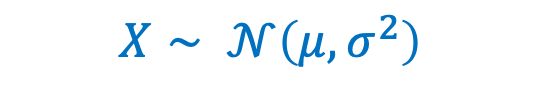 X ~ 𝒩(μ, σ²)